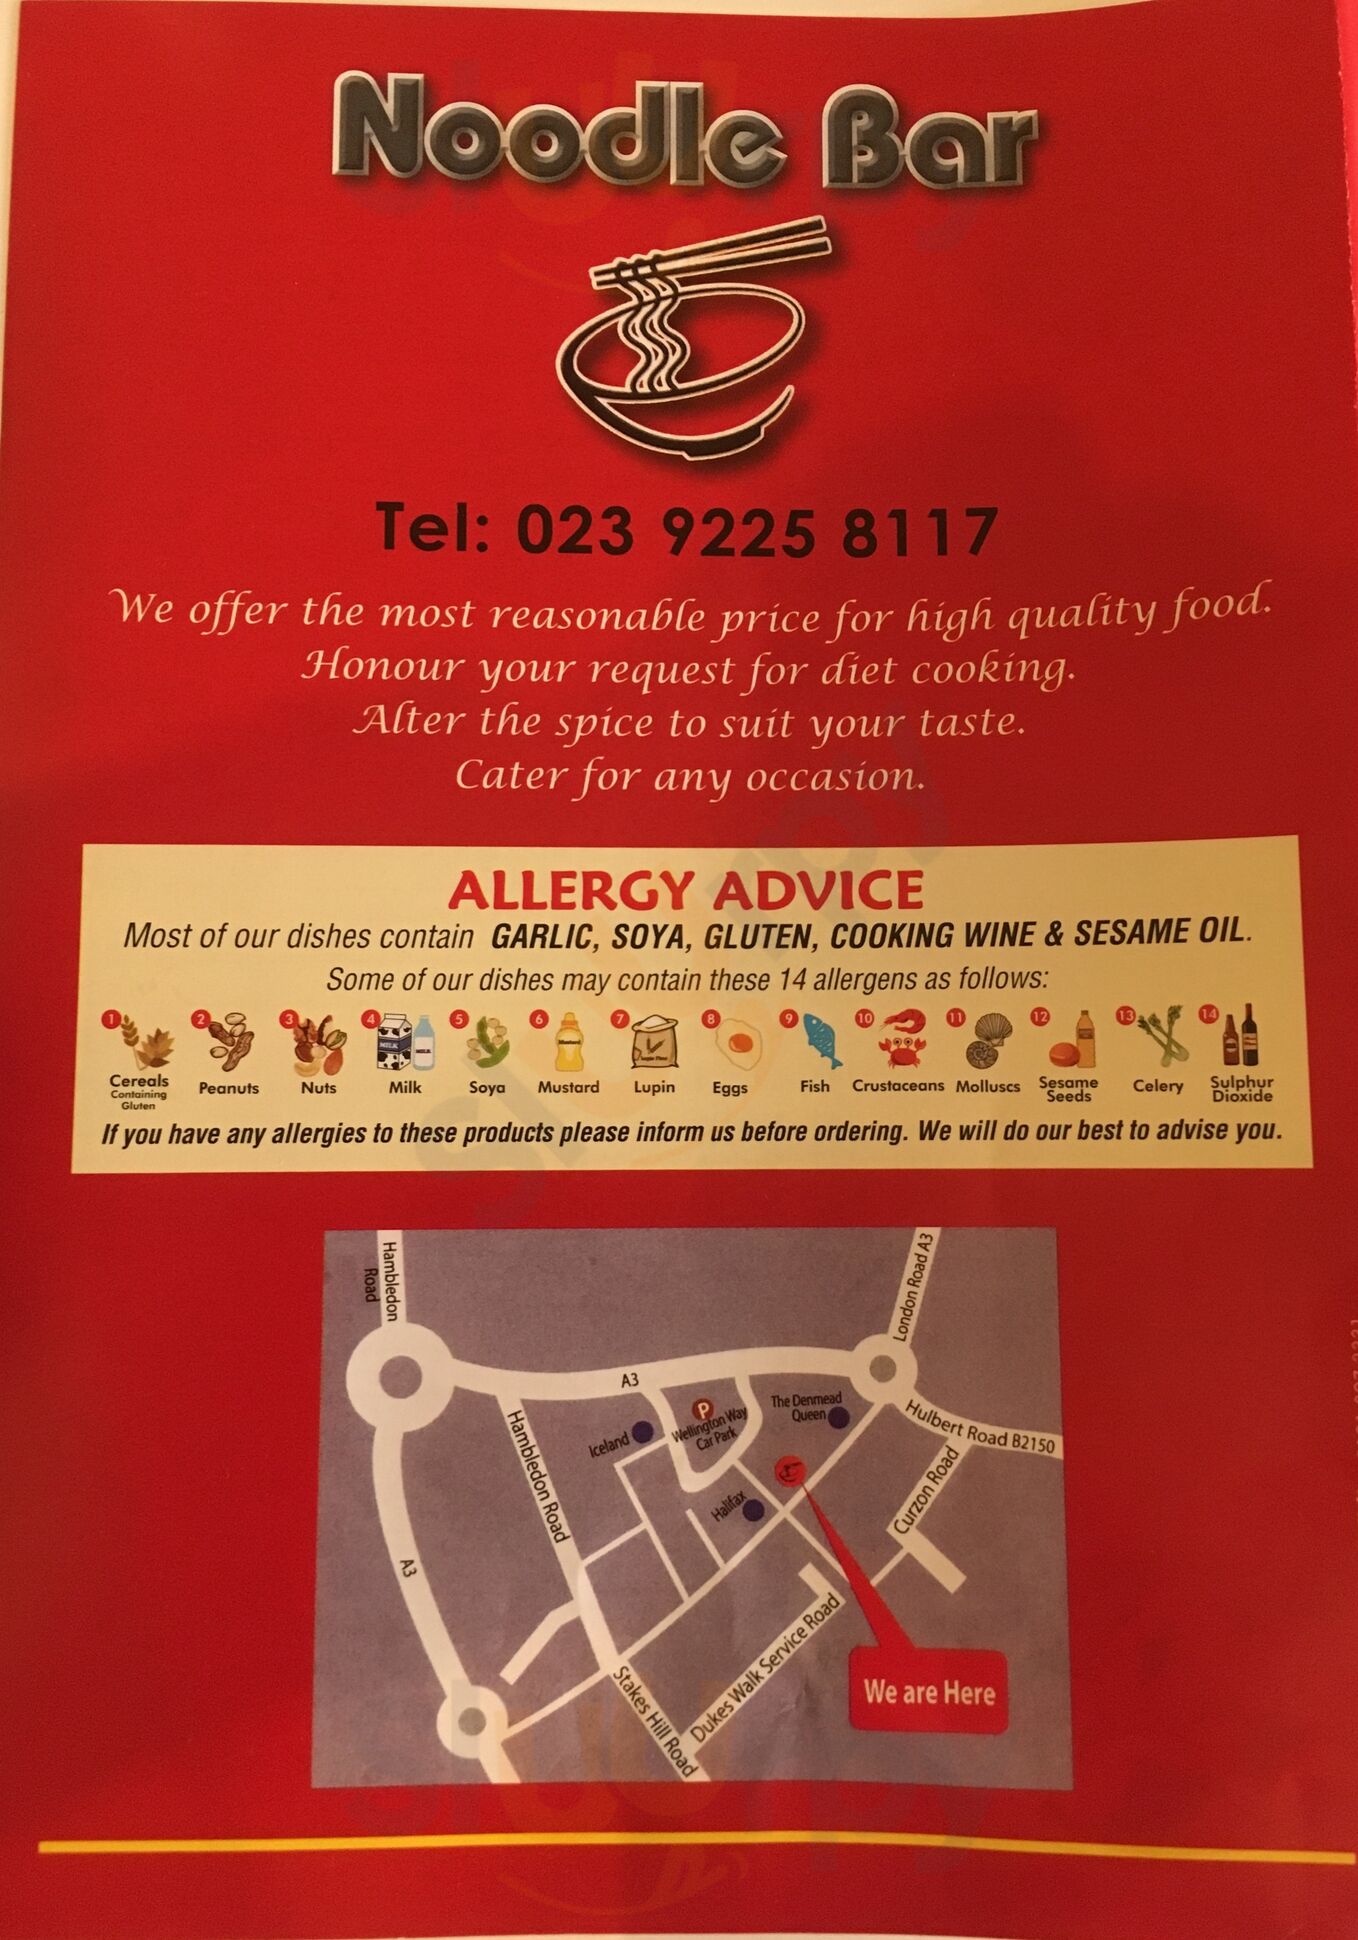 Noodle Bar
Tel: 023 9225 8117
We offer the most reasonable price for high quality food.
Honour your request for diet cooking.
Alter the spice to suit your taste.
Cater for any occasion.
ALLERGY ADVICE
Most of our dishes contain GARLIC, SOYA, GLUTEN, COOKING WINE & SESAME OIL.
Some of our dishes may contain these 14 allergens as follows:
1 2 3 4 5 6 7 8 9 10 11 12 13 14
MILK MILK Mustard
Cereals Peanuts Nuts Milk Soya Mustard Lupin Eggs Fish Crustaceans Molluscs Sesame Celery Sulphur
Containing Seeds Dioxide
Gluten
If you have any allergies to these products please inform us before ordering. We will do our best to advise you.
Hambledon
Road
London Road A3
A3
P
Wellington Way
Car Park
The Denmead
Queen
Iceland
Hulbert Road B2150
Hambledon Road
Halifax
Curzon Road
A3
Dukes Walk Service Road
Stakes Hill Road
We are Here